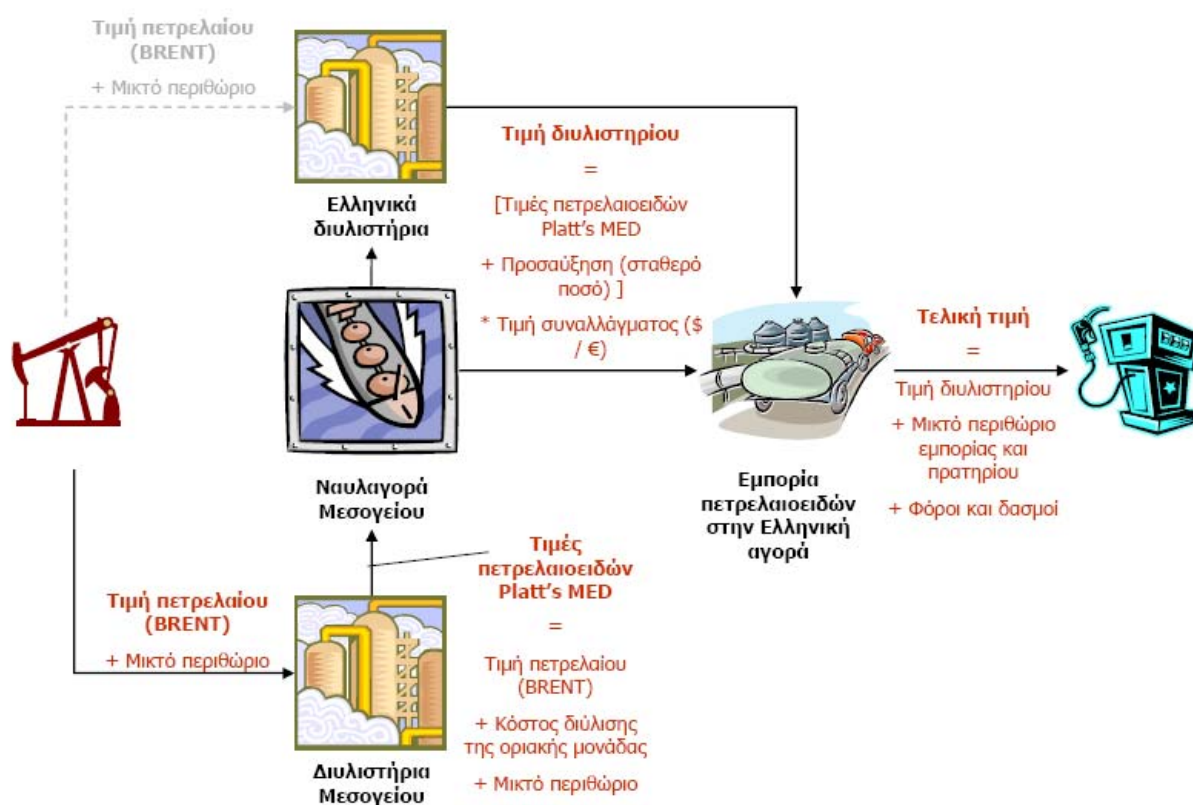 Τιμή πετρελαίου
(BRENT)
+ Μικτό περιθώριο
Ελληνικά
διυλιστήρια
Τιμή διυλιστηρίου
=
[Τιμές πετρελαιοειδών
Platt's MED
+ Προσαύξηση (σταθερό
ποσό) ]
* Τιμή συναλλάγματος ($
/ €)
Ναυλαγορά
Μεσογείου
Εμπορία
πετρελαιοειδών
στην Ελληνική
αγορά
Τελική τιμή
=
Τιμή διυλιστηρίου
+ Μικτό περιθώριο
εμπορίας και
πρατηρίου
+ Φόροι και δασμοί
Τιμή πετρελαίου
(BRENT)
+ Μικτό περιθώριο
Διυλιστήρια
Μεσογείου
Τιμές
πετρελαιοειδών
Platt's MED
=
Τιμή πετρελαίου
(BRENT)
+ Κόστος διύλισης
της οριακής μονάδας
+ Μικτό περιθώριο